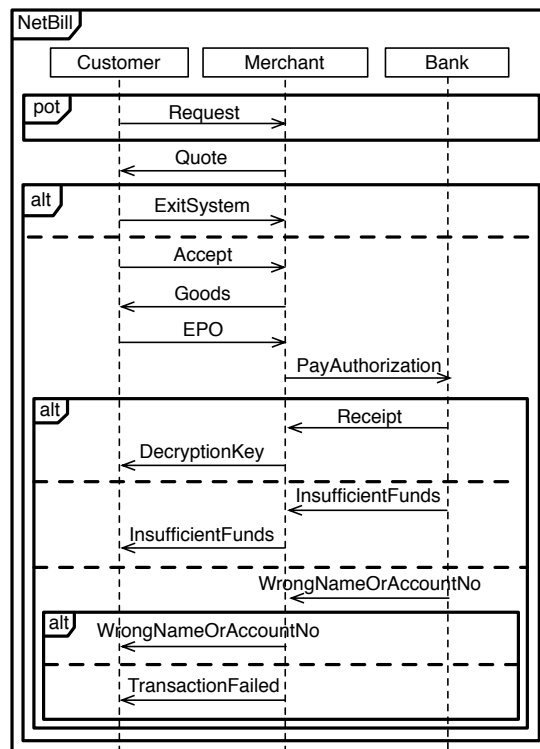 NetBill
Customer Merchant Bank
pot
Request
Quote
alt
ExitSystem
Accept
Goods
EPO
PayAuthorization
alt
Receipt
DecryptionKey
InsufficientFunds
InsufficientFunds
WrongNameOrAccountNo
alt
WrongNameOrAccountNo
TransactionFailed